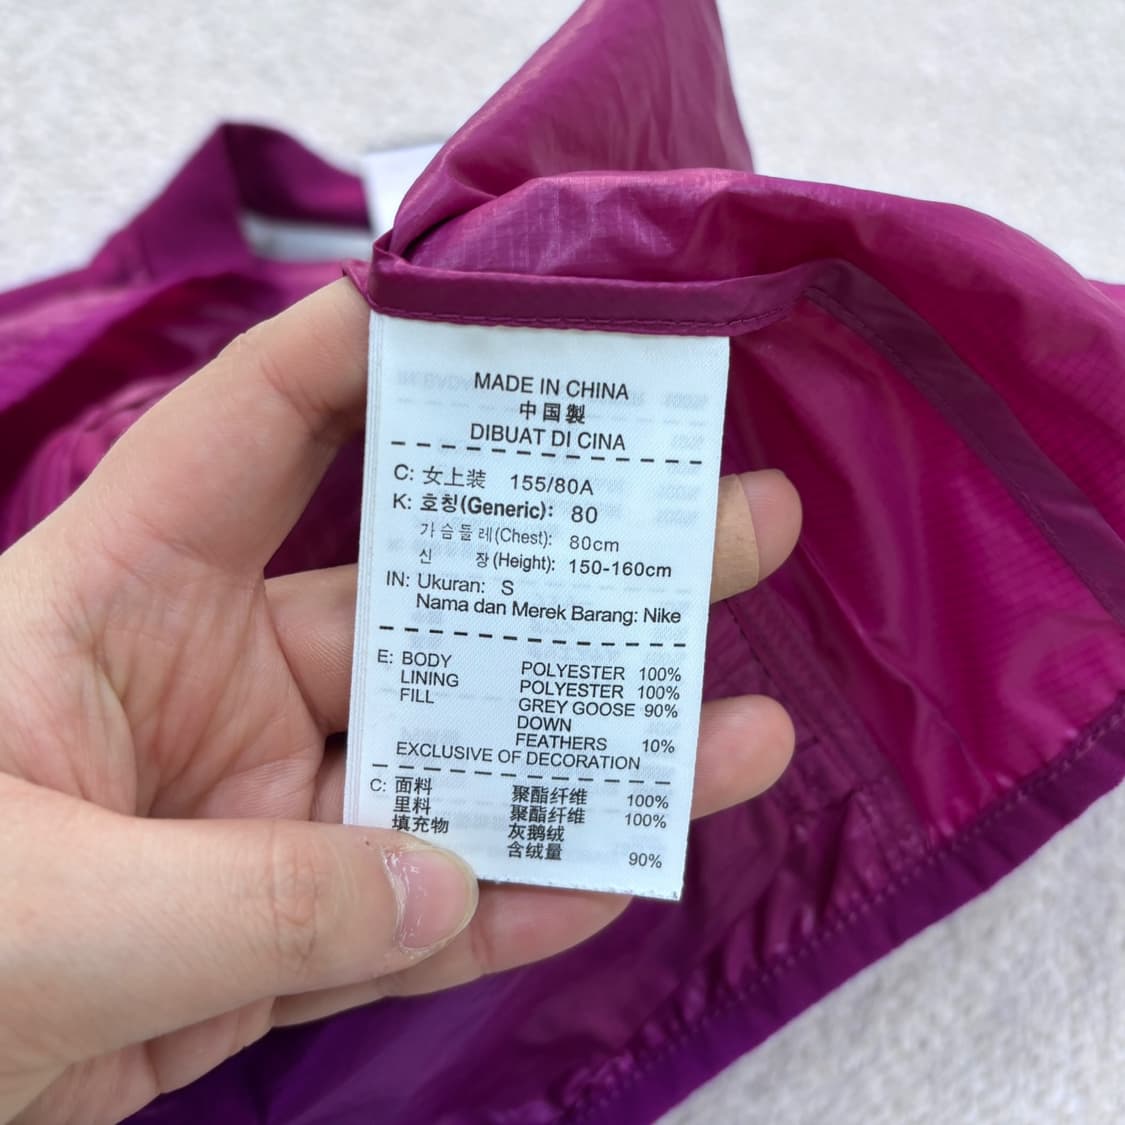 MADE IN CHINA
中国製
DIBUAT DI CINA
C: 女上装 155/80A
K: 호칭(Generic): 80
가슴둘레(Chest): 80cm
신 장(Height): 150-160cm
IN: Ukuran: S
Nama dan Merek Barang: Nike
E: BODY POLYESTER 100%
LINING POLYESTER 100%
FILL GREY GOOSE 90%
DOWN
FEATHERS 10%
EXCLUSIVE OF DECORATION
C: 面料 聚酯纤维 100%
里料 聚酯纤维 100%
填充物 灰鹅绒
含绒量 90%